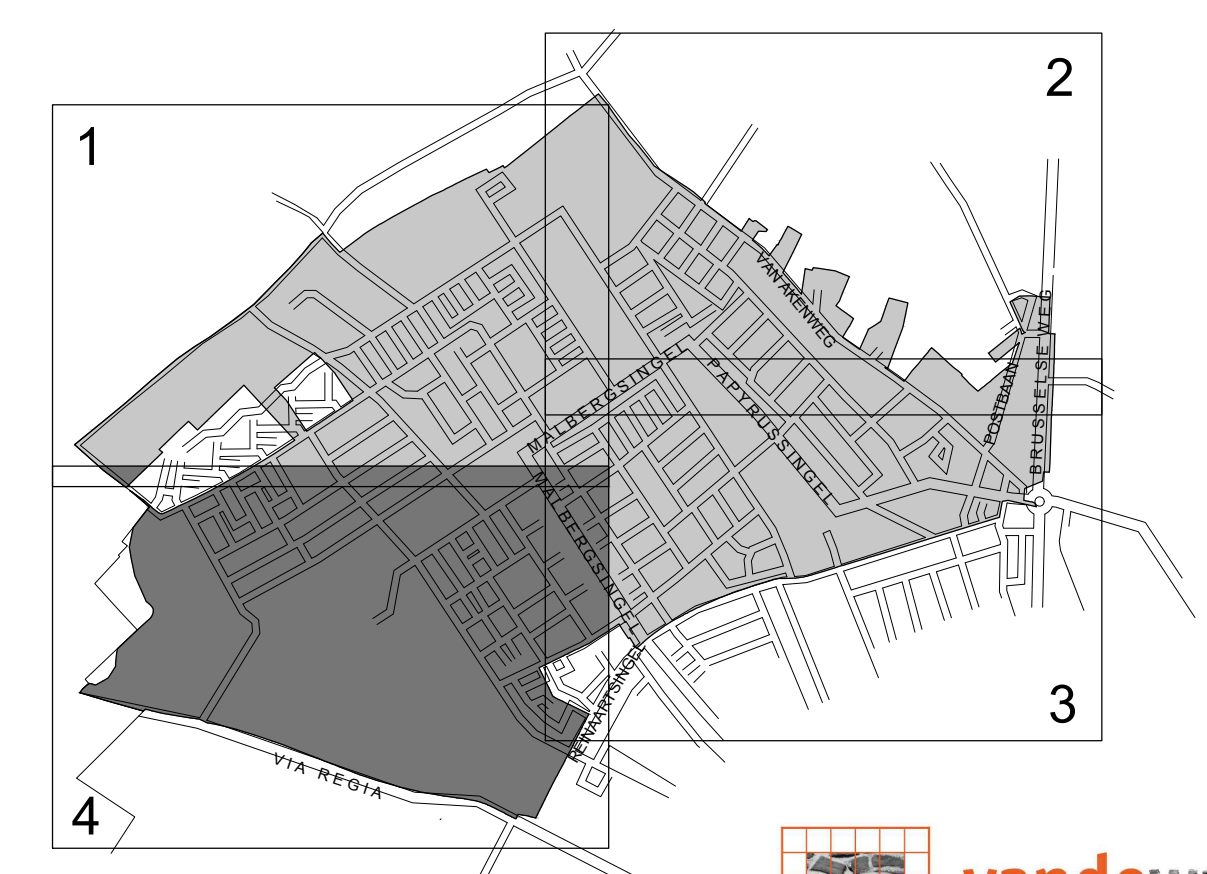 2
1
VAN AKENWEG
BRUSSELSE WEG
MALBERGSINGEL
PAPYRUSSINGEL
POSTBAAN
MALBERGSINGEL
REINAARTSINGEL
3
VIA REGIA
4